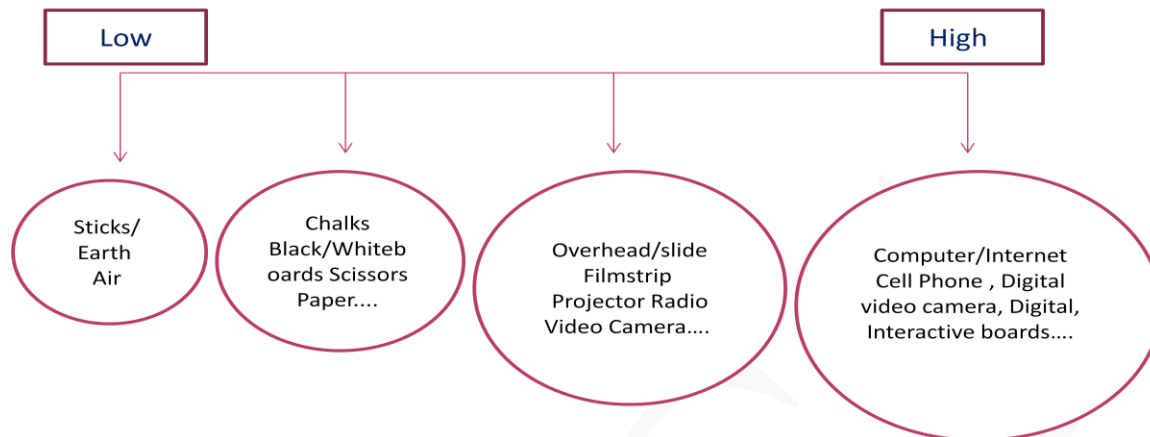 Low
High
Sticks/
Earth
Air
Chalks
Black/Whiteb
oards Scissors
Paper....
Overhead/slide
Filmstrip
Projector Radio
Video Camera....
Computer/Internet
Cell Phone , Digital
video camera, Digital,
Interactive boards....